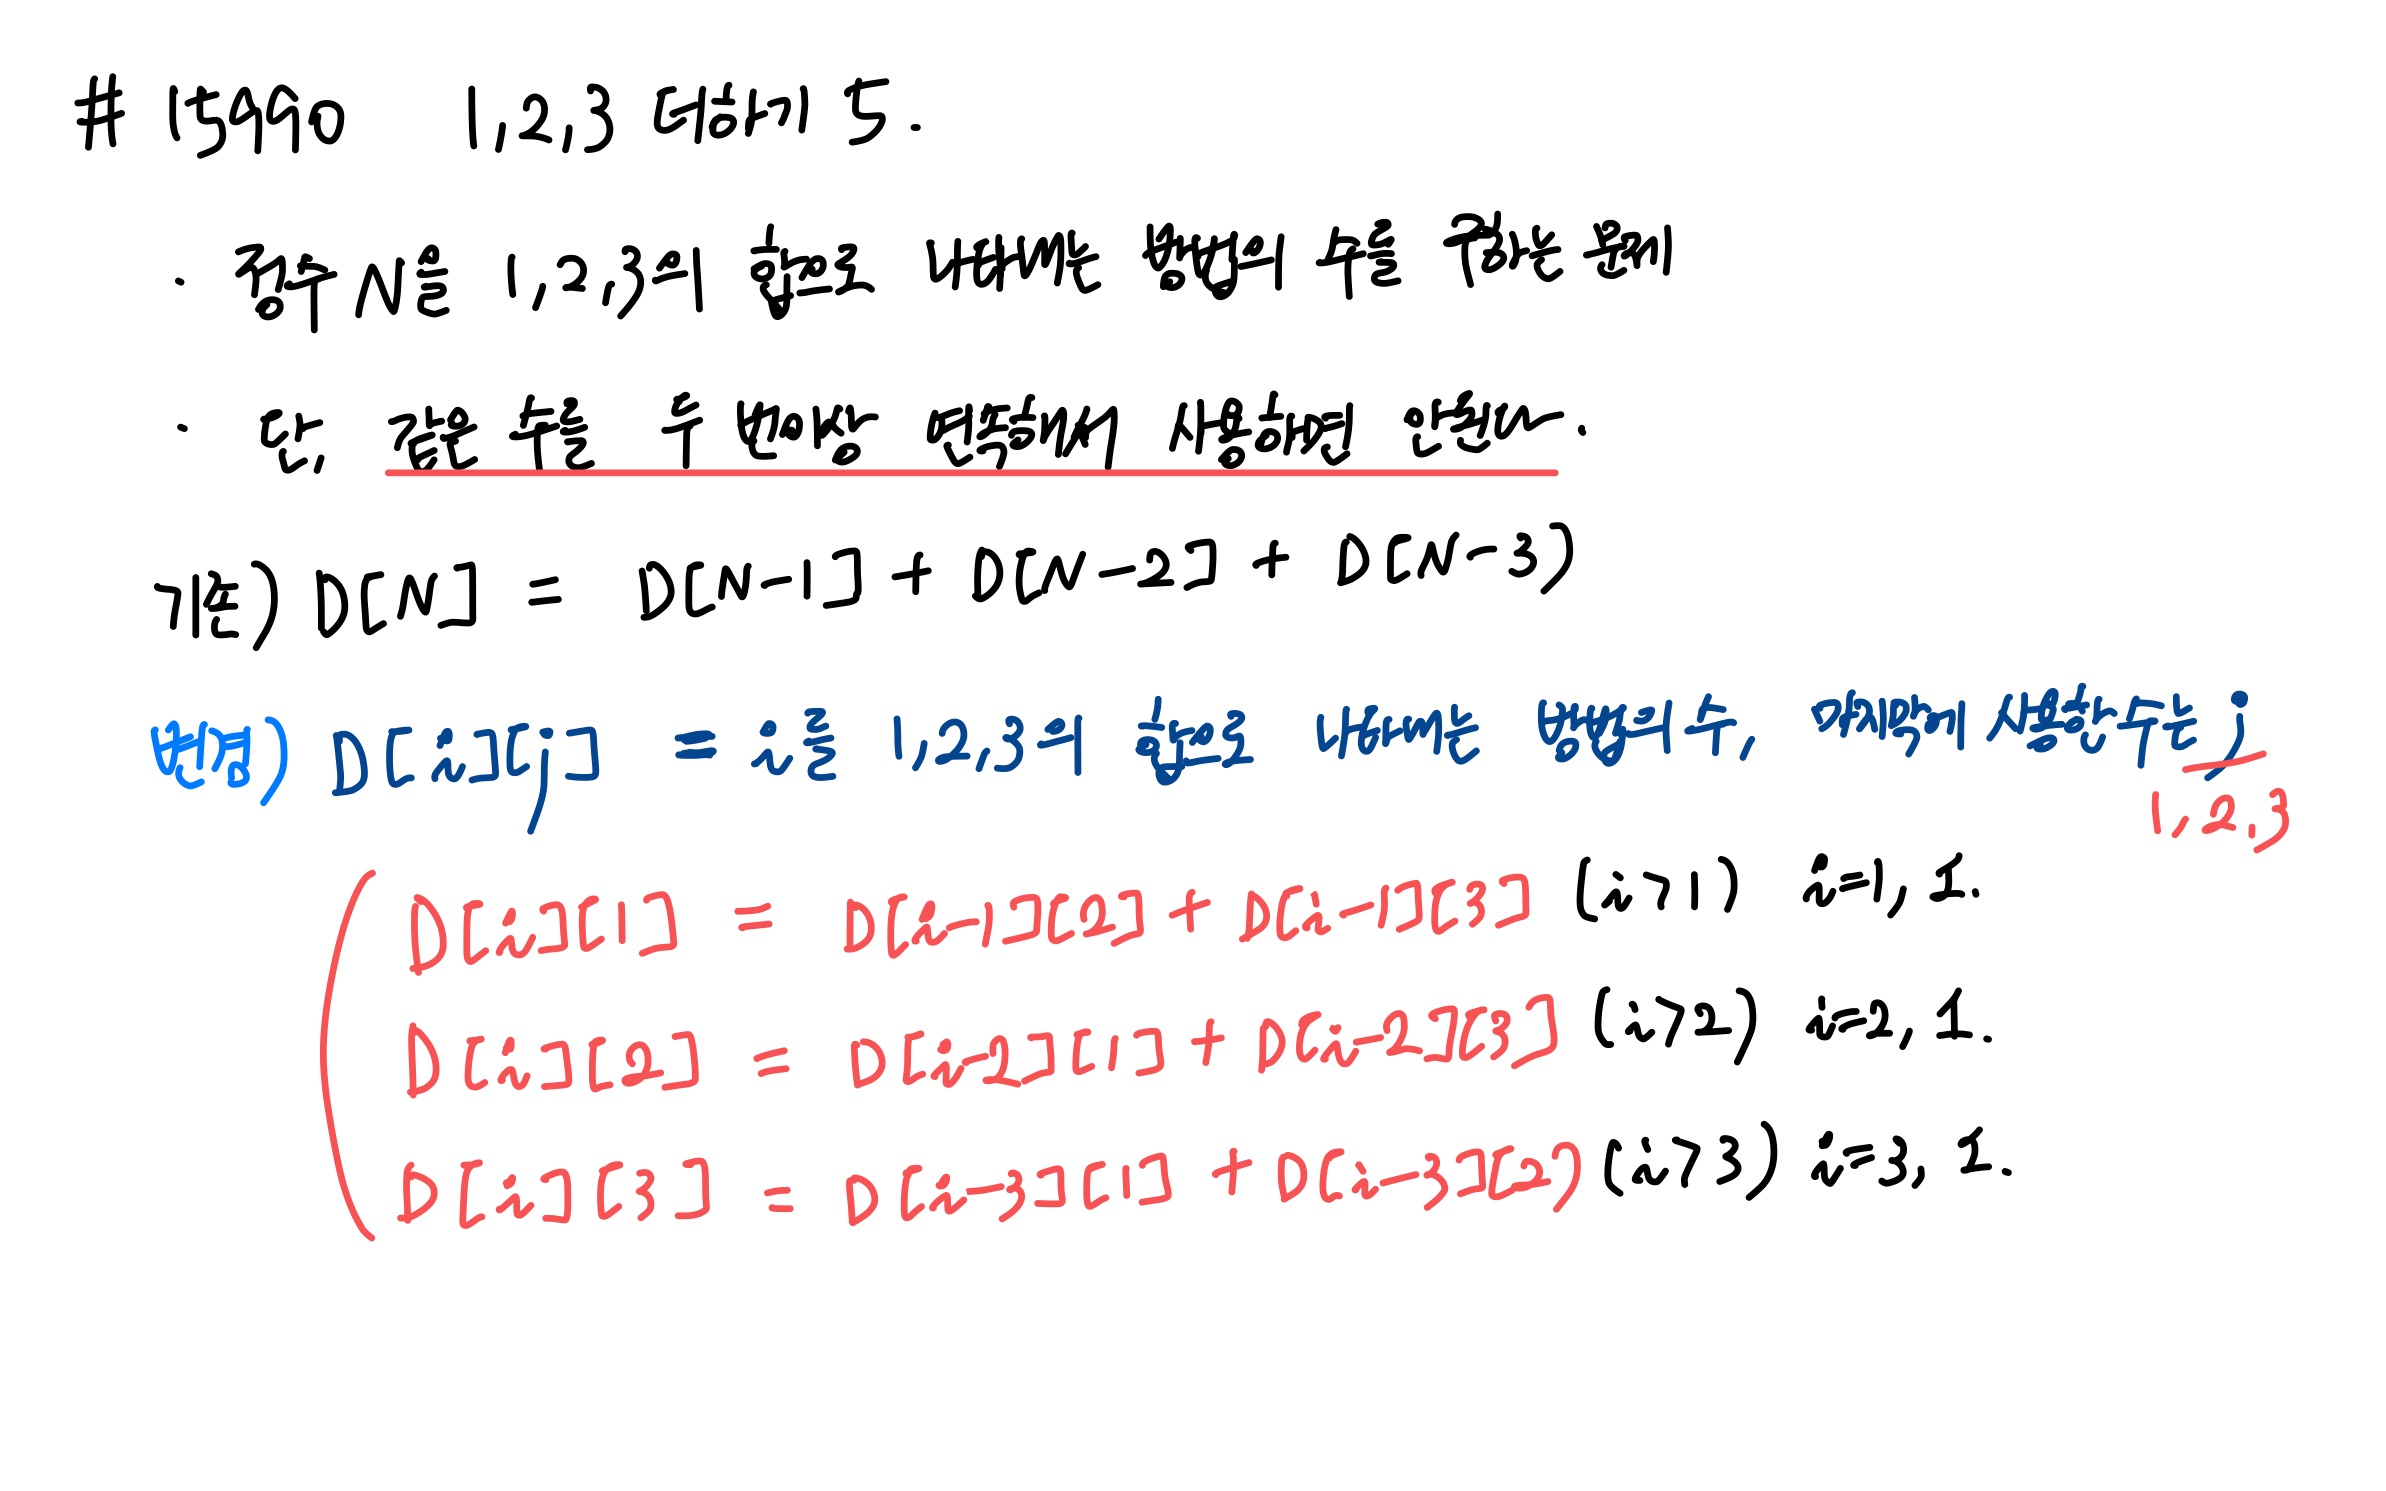 # 15990 1,2,3 더하기 5.
· 정수 N을 1,2,3의 합으로 나타내는 방법의 수를 구하는 문제
· 단, 같은 수를 두 번이상 연속해서 사용하면 안된다.
기존) D[N] = D[N-1] + D[N-2] + D[N-3]
변형) D[i][j] = i를 1,2,3의 합으로 나타내는 방법의 수, 마지막에 사용한 수는 j
1, 2, 3
D[i][1] = D[i-1][2] + D[i-1][3] (i>1) i=1, 1.
D[i][2] = D[i-2][1] + D[i-2][3] (i>2) i=2, 1.
D[i][3] = D[i-3][1] + D[i-3][2] (i>3) i=3, 1.